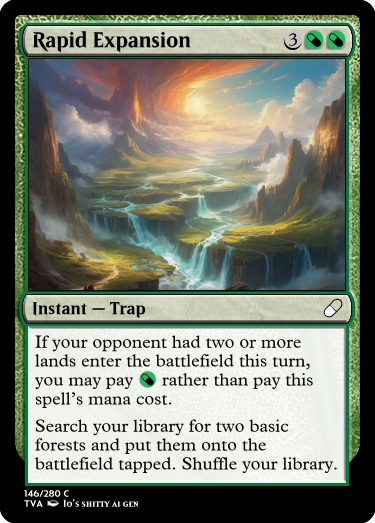 Rapid Expansion 3
Instant — Trap
If your opponent had two or more
lands enter the battlefield this turn,
you may pay rather than pay this
spell's mana cost.
Search your library for two basic
forests and put them onto the
battlefield tapped. Shuffle your library.
146/280 C
TVA Io's shitty ai gen